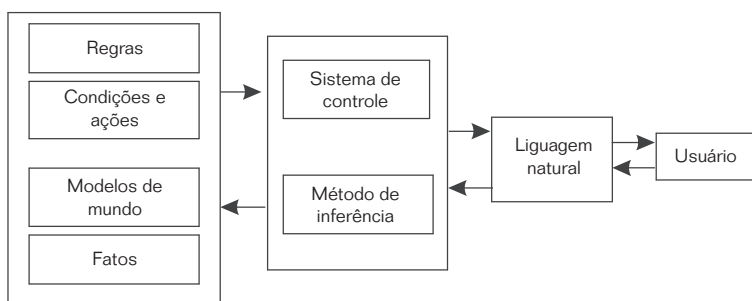 Regras
Condições e
ações
Modelos de
mundo
Fatos
Sistema de
controle
Método de
inferência
Liguagem
natural
Usuário